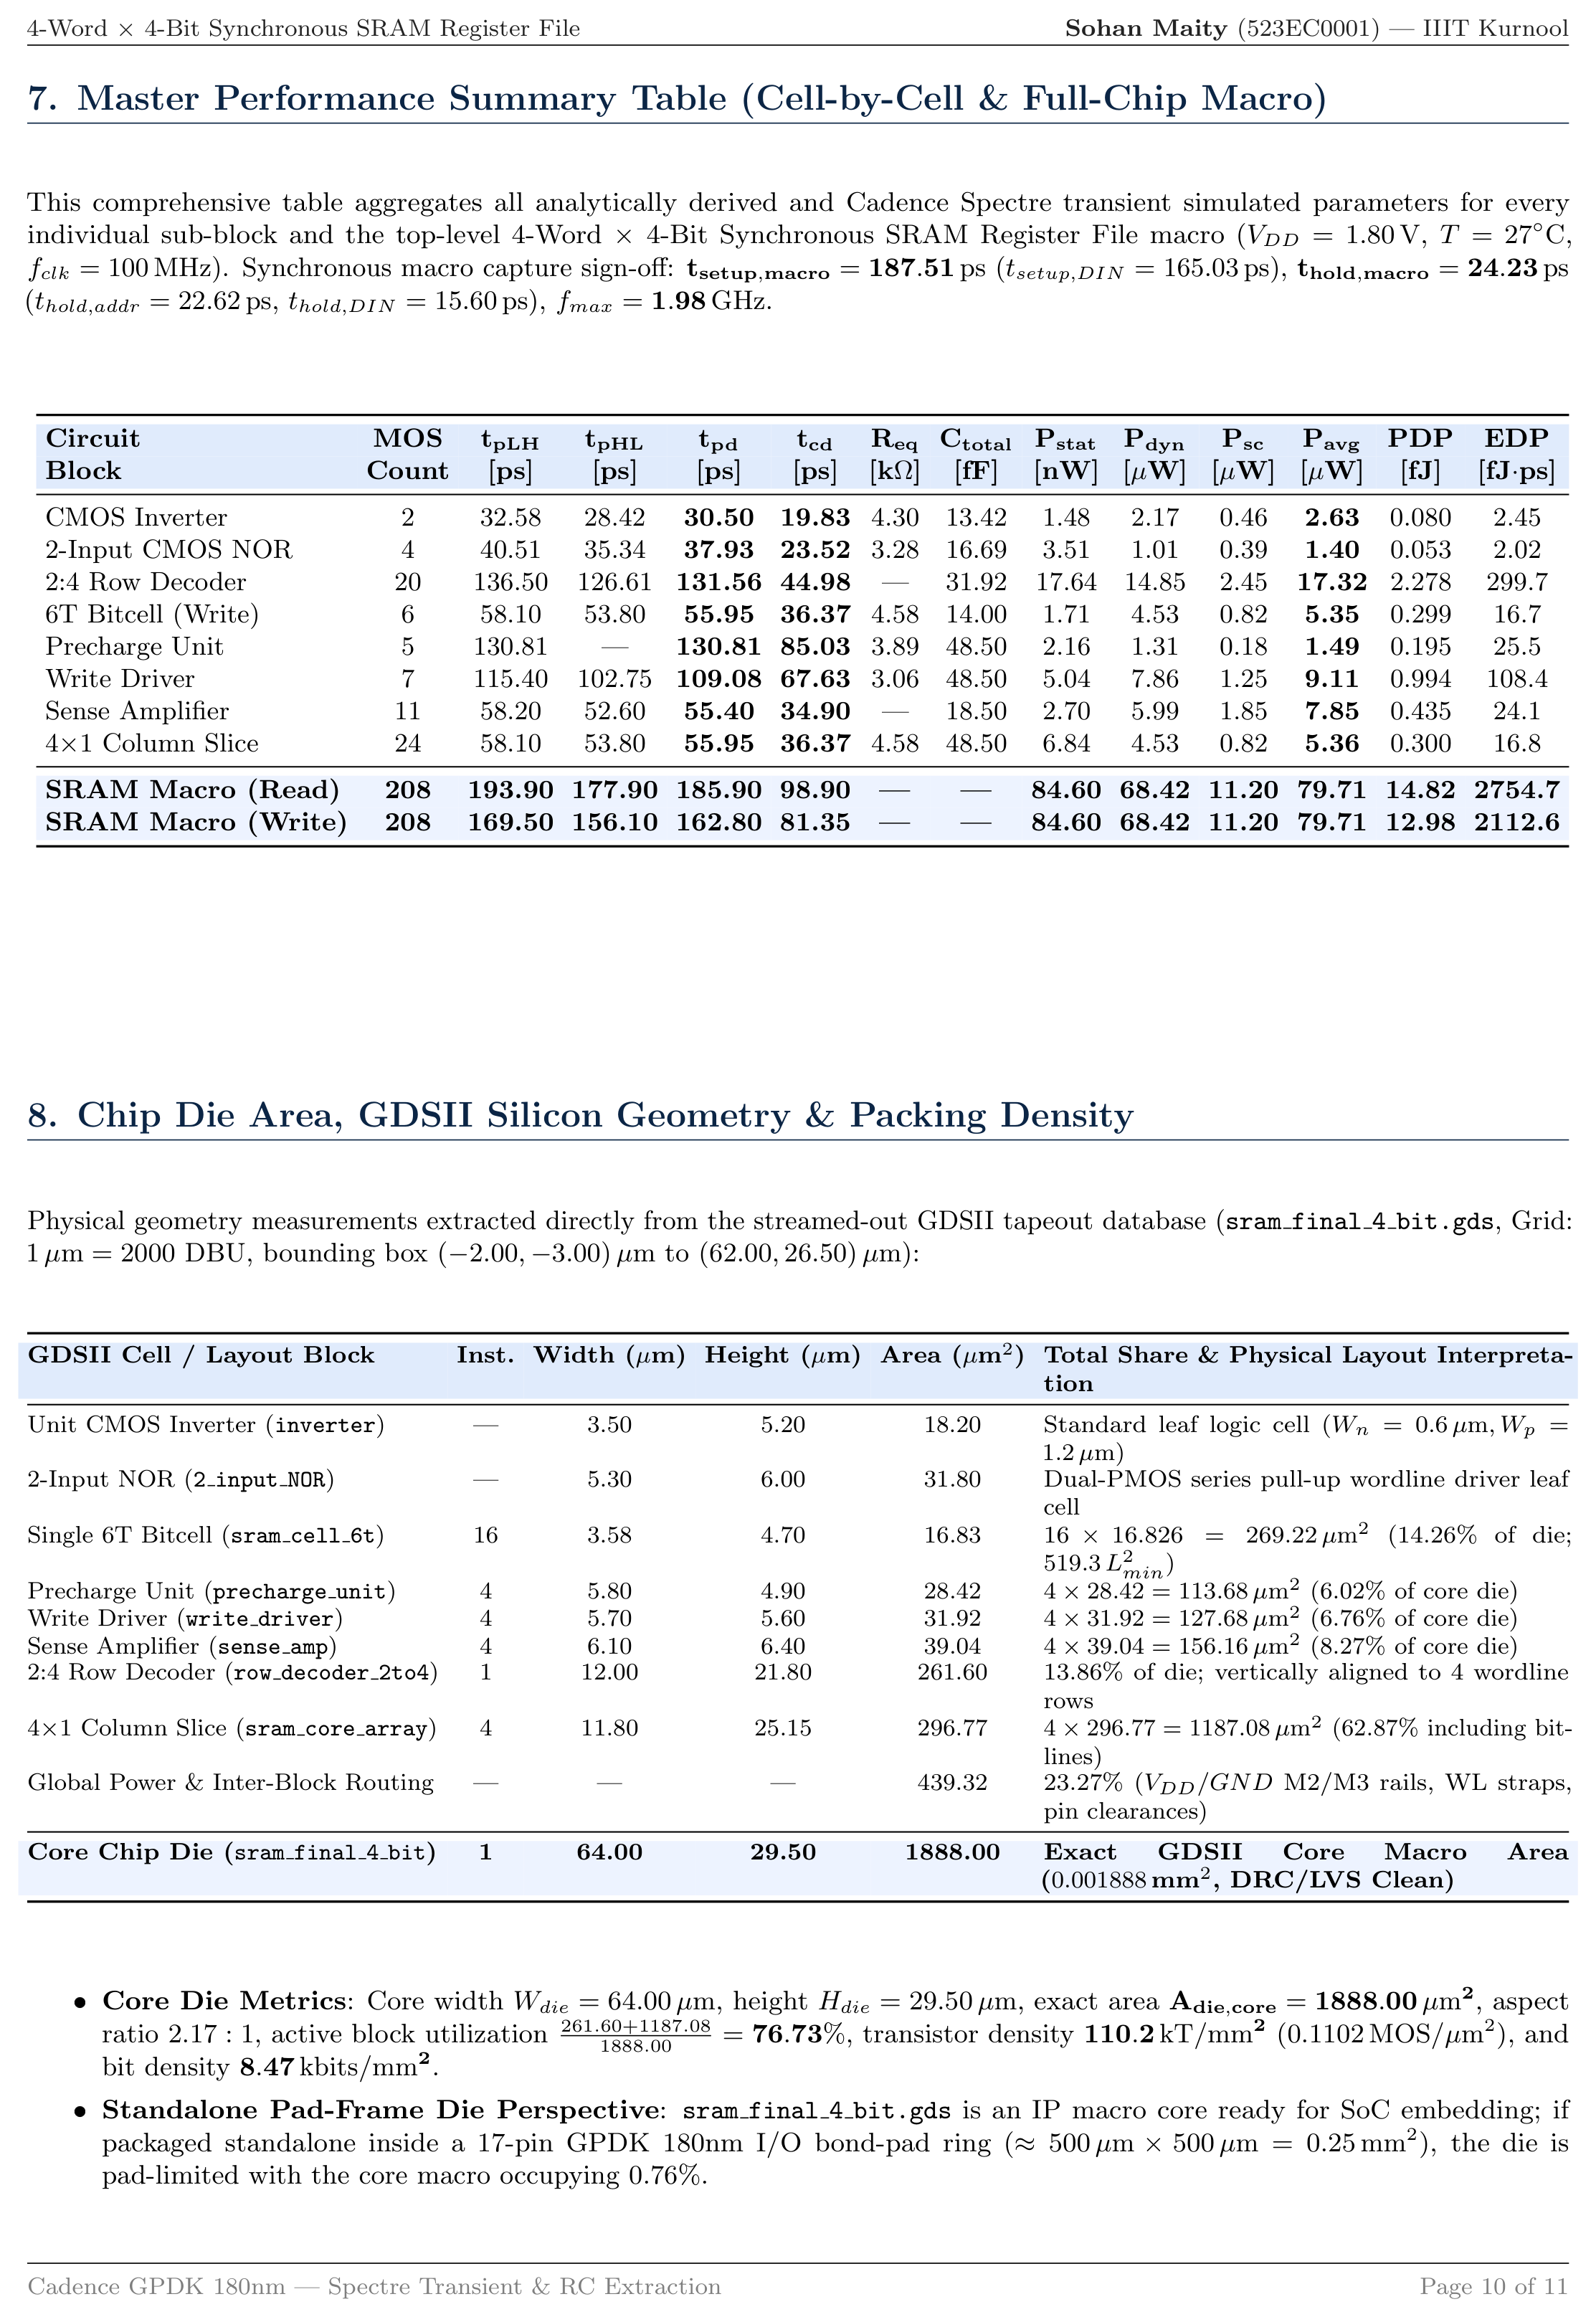 4-Word × 4-Bit Synchronous SRAM Register File Sohan Maity (523EC0001) — IIIT Kurnool
7. Master Performance Summary Table (Cell-by-Cell & Full-Chip Macro)
This comprehensive table aggregates all analytically derived and Cadence Spectre transient simulated parameters for every
individual sub-block and the top-level 4-Word × 4-Bit Synchronous SRAM Register File macro (V_DD = 1.80 V, T = 27°C,
f_clk = 100 MHz). Synchronous macro capture sign-off: t_setup,macro = 187.51 ps (t_setup,DIN = 165.03 ps), t_hold,macro = 24.23 ps
(t_hold,addr = 22.62 ps, t_hold,DIN = 15.60 ps), f_max = 1.98 GHz.
Circuit MOS t_pLH t_pHL t_pd t_cd R_eq C_total P_stat P_dyn P_sc P_avg PDP EDP
Block Count [ps] [ps] [ps] [ps] [kΩ] [fF] [nW] [μW] [μW] [μW] [fJ] [fJ·ps]
CMOS Inverter 2 32.58 28.42 30.50 19.83 4.30 13.42 1.48 2.17 0.46 2.63 0.080 2.45
2-Input CMOS NOR 4 40.51 35.34 37.93 23.52 3.28 16.69 3.51 1.01 0.39 1.40 0.053 2.02
2:4 Row Decoder 20 136.50 126.61 131.56 44.98 — 31.92 17.64 14.85 2.45 17.32 2.278 299.7
6T Bitcell (Write) 6 58.10 53.80 55.95 36.37 4.58 14.00 1.71 4.53 0.82 5.35 0.299 16.7
Precharge Unit 5 130.81 — 130.81 85.03 3.89 48.50 2.16 1.31 0.18 1.49 0.195 25.5
Write Driver 7 115.40 102.75 109.08 67.63 3.06 48.50 5.04 7.86 1.25 9.11 0.994 108.4
Sense Amplifier 11 58.20 52.60 55.40 34.90 — 18.50 2.70 5.99 1.85 7.85 0.435 24.1
4×1 Column Slice 24 58.10 53.80 55.95 36.37 4.58 48.50 6.84 4.53 0.82 5.36 0.300 16.8
SRAM Macro (Read) 208 193.90 177.90 185.90 98.90 — — 84.60 68.42 11.20 79.71 14.82 2754.7
SRAM Macro (Write) 208 169.50 156.10 162.80 81.35 — — 84.60 68.42 11.20 79.71 12.98 2112.6
8. Chip Die Area, GDSII Silicon Geometry & Packing Density
Physical geometry measurements extracted directly from the streamed-out GDSII tapeout database (sram_final_4_bit.gds, Grid:
1 μm = 2000 DBU, bounding box (−2.00, −3.00) μm to (62.00, 26.50) μm):
GDSII Cell / Layout Block Inst. Width (μm) Height (μm) Area (μm²) Total Share & Physical Layout Interpreta-
tion
Unit CMOS Inverter (inverter) — 3.50 5.20 18.20 Standard leaf logic cell (W_n = 0.6 μm, W_p =
1.2 μm)
2-Input NOR (2_input_NOR) — 5.30 6.00 31.80 Dual-PMOS series pull-up wordline driver leaf
cell
Single 6T Bitcell (sram_cell_6t) 16 3.58 4.70 16.83 16 × 16.826 = 269.22 μm² (14.26% of die;
519.3 L²_min)
Precharge Unit (precharge_unit) 4 5.80 4.90 28.42 4 × 28.42 = 113.68 μm² (6.02% of core die)
Write Driver (write_driver) 4 5.70 5.60 31.92 4 × 31.92 = 127.68 μm² (6.76% of core die)
Sense Amplifier (sense_amp) 4 6.10 6.40 39.04 4 × 39.04 = 156.16 μm² (8.27% of core die)
2:4 Row Decoder (row_decoder_2to4) 1 12.00 21.80 261.60 13.86% of die; vertically aligned to 4 wordline
rows
4×1 Column Slice (sram_core_array) 4 11.80 25.15 296.77 4 × 296.77 = 1187.08 μm² (62.87% including bit-
lines)
Global Power & Inter-Block Routing — — — 439.32 23.27% (V_DD/GND M2/M3 rails, WL straps,
pin clearances)
Core Chip Die (sram_final_4_bit) 1 64.00 29.50 1888.00 Exact GDSII Core Macro Area
(0.001888 mm², DRC/LVS Clean)
• Core Die Metrics: Core width W_die = 64.00 μm, height H_die = 29.50 μm, exact area A_die,core = 1888.00 μm², aspect
ratio 2.17 : 1, active block utilization (261.60+1187.08)/1888.00 = 76.73%, transistor density 110.2 kT/mm² (0.1102 MOS/μm²), and
bit density 8.47 kbits/mm².
• Standalone Pad-Frame Die Perspective: sram_final_4_bit.gds is an IP macro core ready for SoC embedding; if
packaged standalone inside a 17-pin GPDK 180nm I/O bond-pad ring (≈ 500 μm × 500 μm = 0.25 mm²), the die is
pad-limited with the core macro occupying 0.76%.
Cadence GPDK 180nm — Spectre Transient & RC Extraction Page 10 of 11